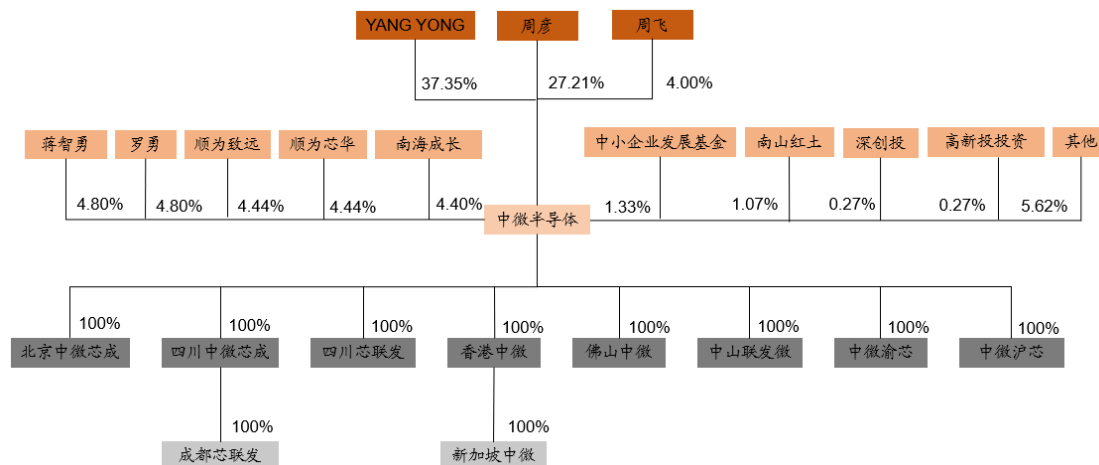 YANG YONG 周彦 周飞
37.35% 27.21% 4.00%
蒋智勇 罗勇 顺为致远 顺为芯华 南海成长 中小企业发展基金 南山红土 深创投 高新投投资 其他
4.80% 4.80% 4.44% 4.44% 4.40% 1.33% 1.07% 0.27% 0.27% 5.62%
中微半导体
100% 100% 100% 100% 100% 100% 100% 100%
北京中微芯成 四川中微芯成 四川芯联发 香港中微 佛山中微 中山联发微 中微渝芯 中微沪芯
100% 100%
成都芯联发 新加坡中微